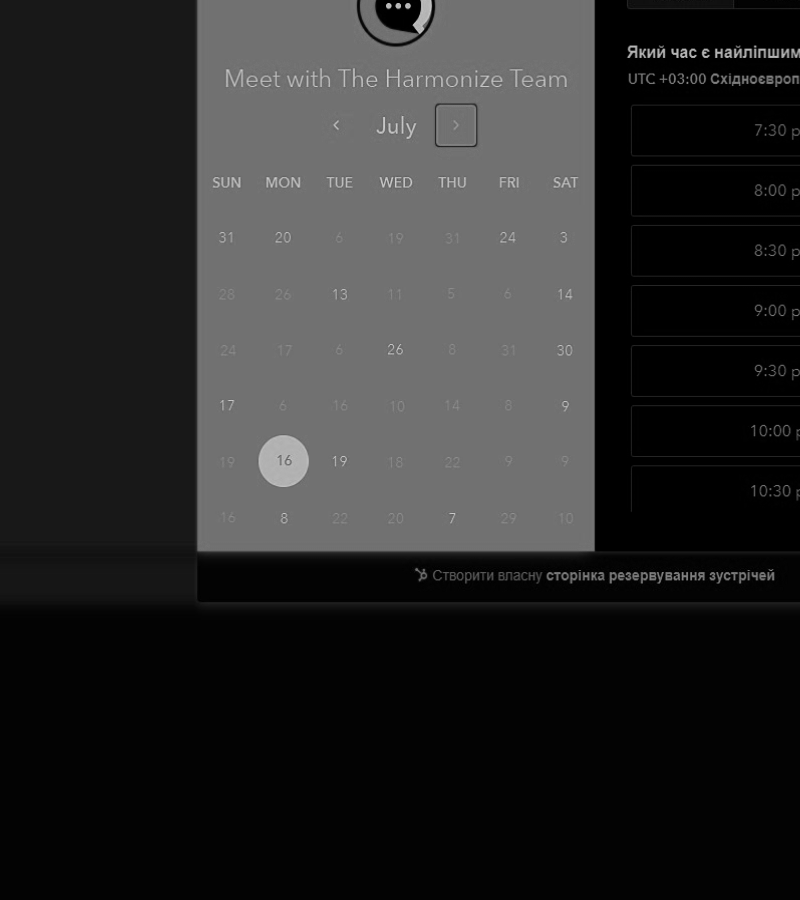 Meet with The Harmonize Team
July
SUN MON TUE WED THU FRI SAT
31 20 6 19 31 24 3
28 26 13 11 5 6 14
24 17 6 26 8 31 30
17 6 16 10 14 8 9
19 16 19 18 22 9 9
16 8 22 20 7 29 10
Який час є найліпшим
UTC +03:00 Східноєвроп
7:30 p
8:00 p
8:30 p
9:00 p
9:30 p
10:00 p
10:30 p
Створити власну сторінка резервування зустрічей